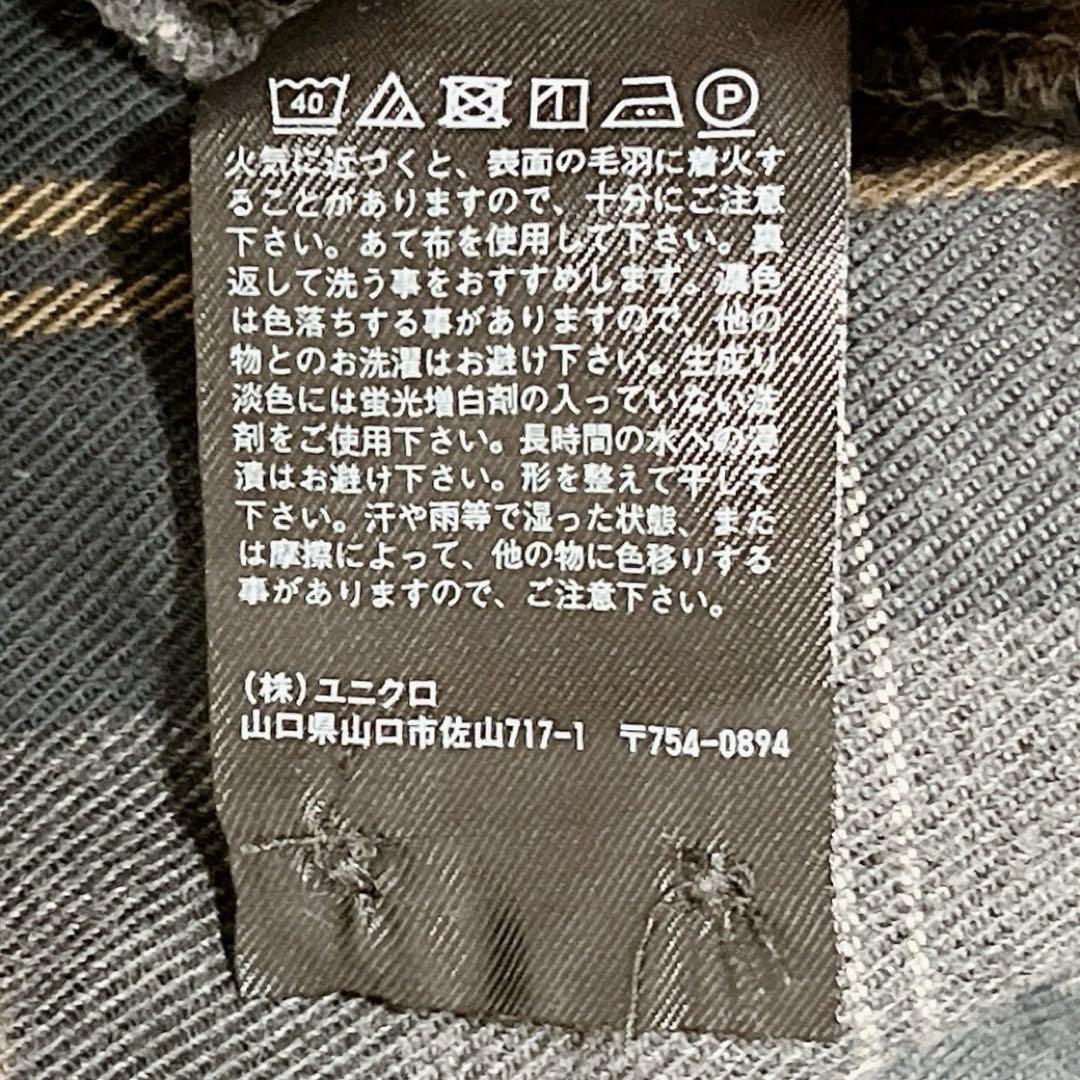 40 P
火気に近づくと、表面の毛羽に着火す
ることがありますので、十分にご注意
下さい。あて布を使用して下さい。裏
返して洗う事をおすすめします。濃色
は色落ちする事がありますので、他の
物とのお洗濯はお避け下さい。生成り・
淡色には蛍光増白剤の入っていない洗
剤をご使用下さい。長時間の水への浸
漬はお避け下さい。形を整えて干して
下さい。汗や雨等で湿った状態、また
は摩擦によって、他の物に色移りする
事がありますので、ご注意下さい。
(株)ユニクロ
山口県山口市佐山717-1 〒754-0894